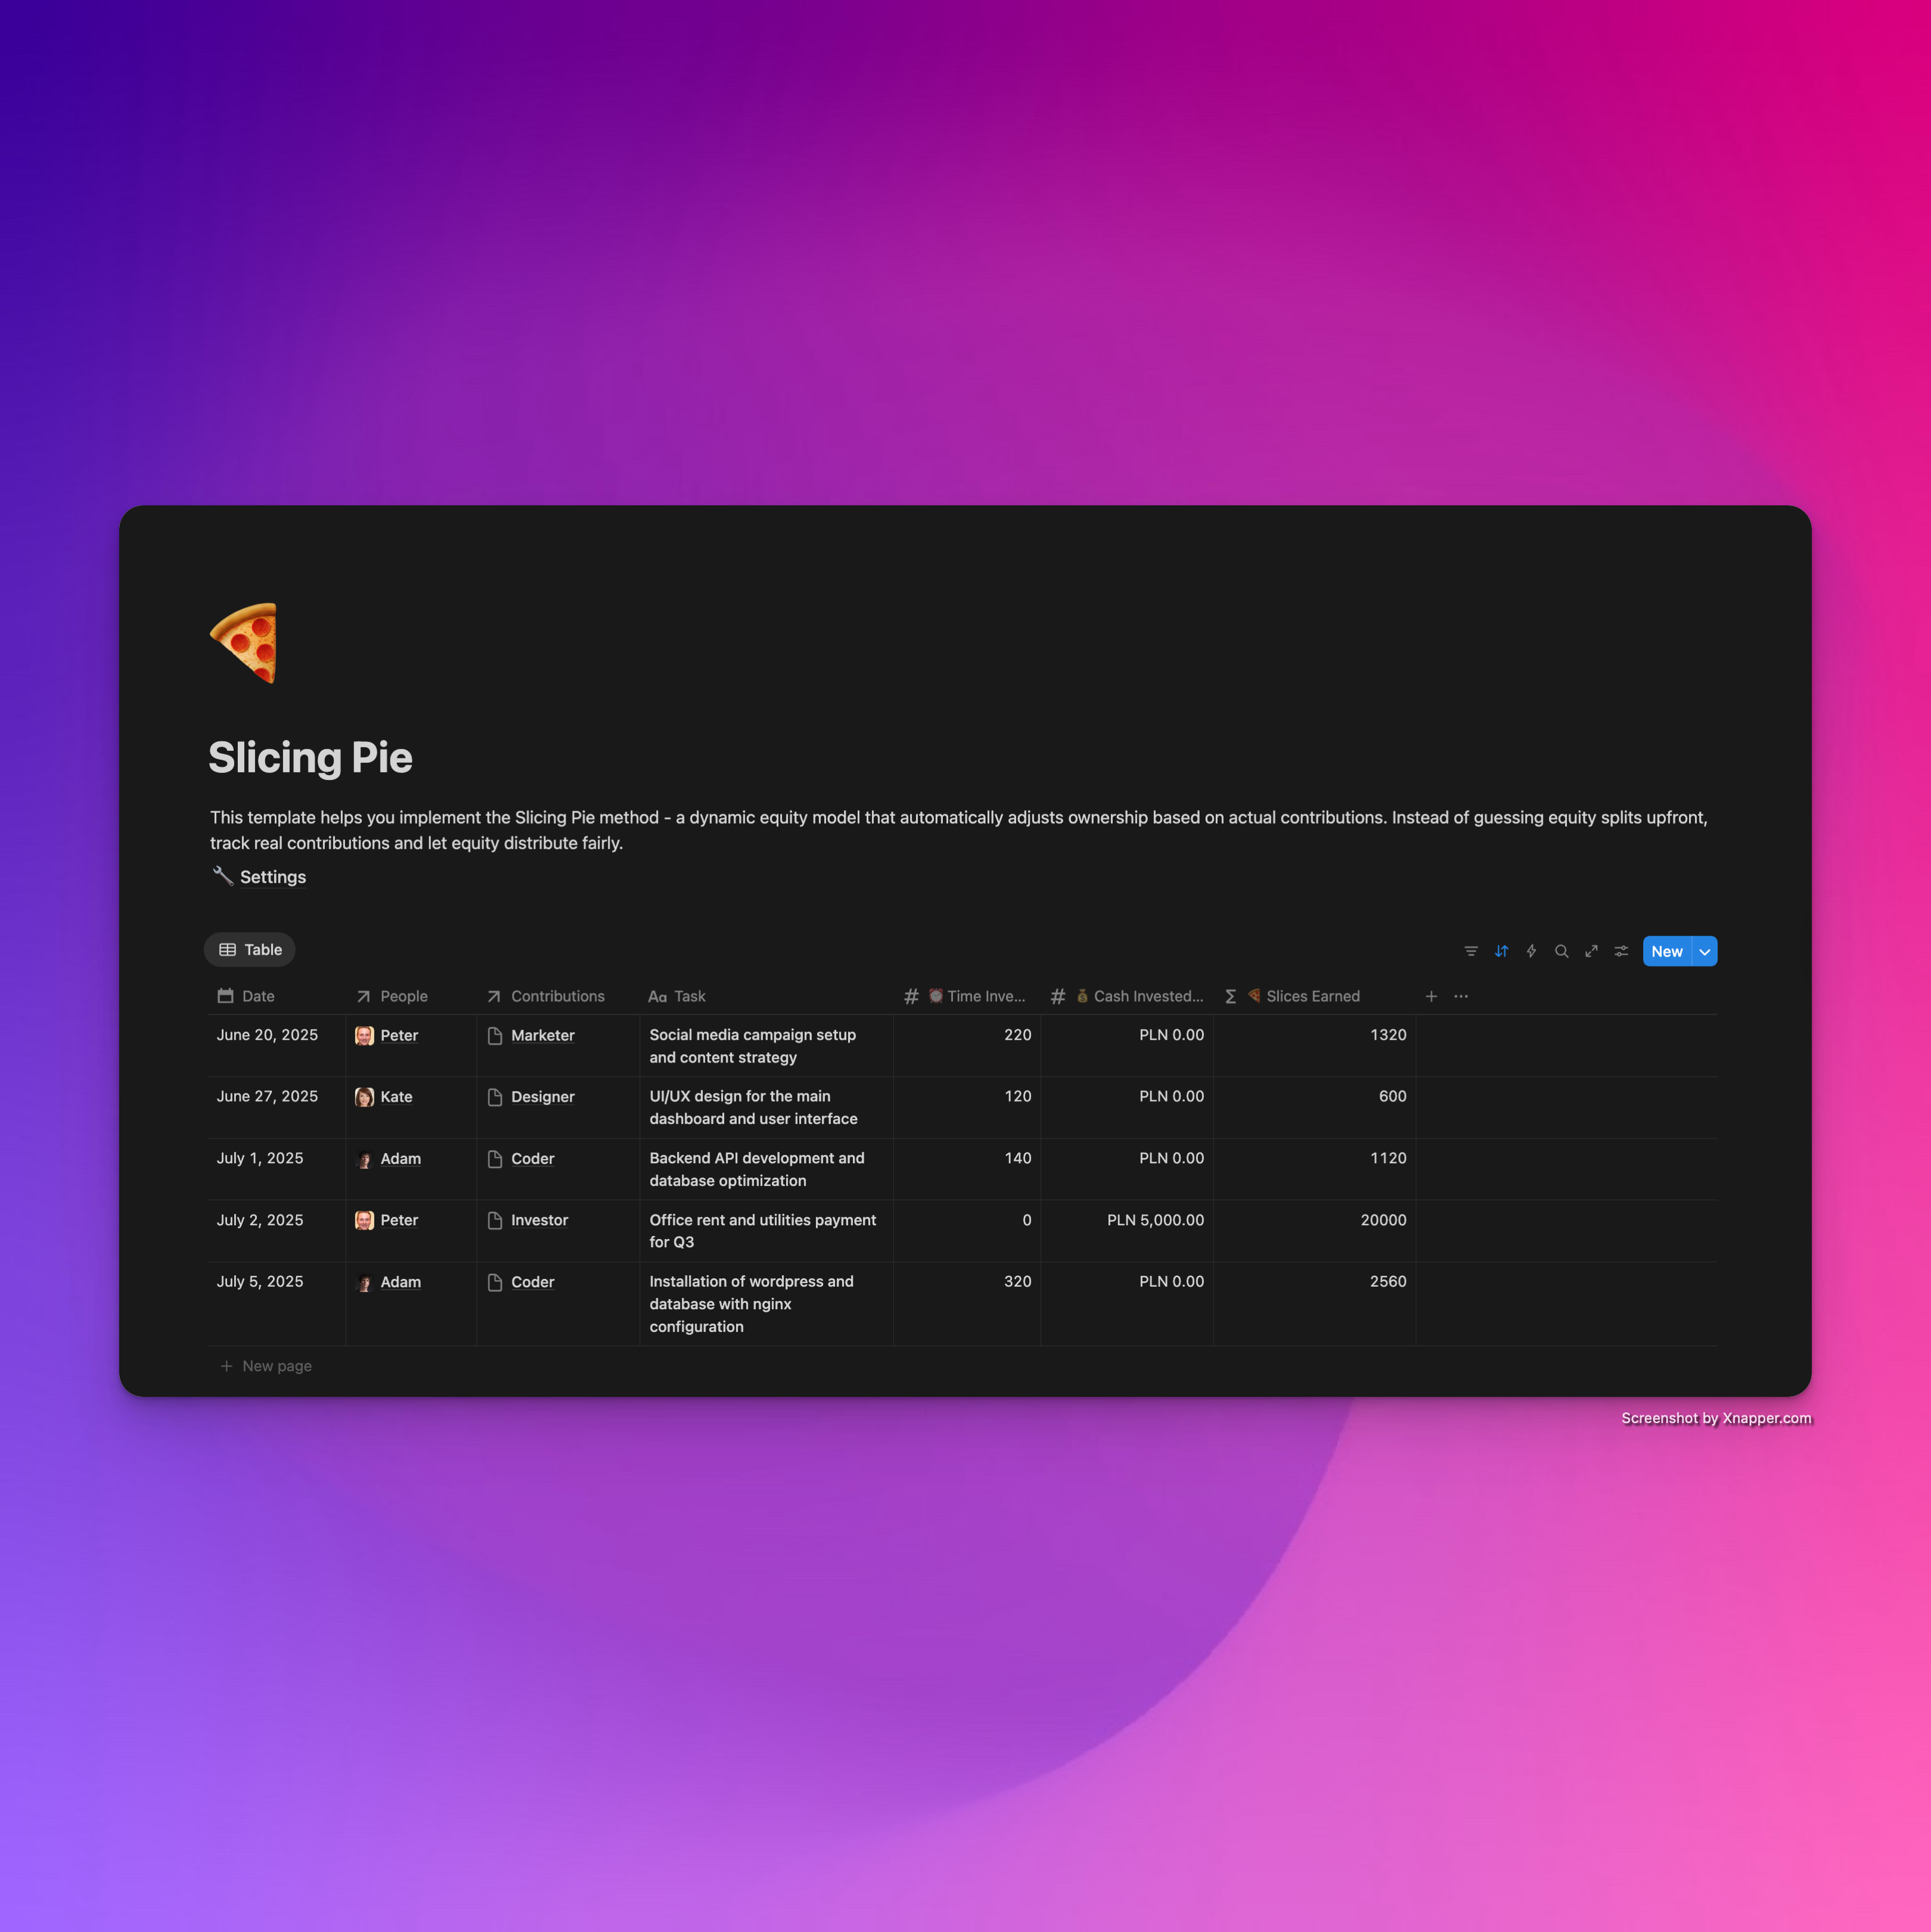 Slicing Pie
This template helps you implement the Slicing Pie method - a dynamic equity model that automatically adjusts ownership based on actual contributions. Instead of guessing equity splits upfront,
track real contributions and let equity distribute fairly.
Settings
Table
New
Date People Contributions Aa Task # Time Inve... # Cash Invested... Σ Slices Earned + ...
June 20, 2025 Peter Marketer Social media campaign setup 220 PLN 0.00 1320
and content strategy
June 27, 2025 Kate Designer UI/UX design for the main 120 PLN 0.00 600
dashboard and user interface
July 1, 2025 Adam Coder Backend API development and 140 PLN 0.00 1120
database optimization
July 2, 2025 Peter Investor Office rent and utilities payment 0 PLN 5,000.00 20000
for Q3
July 5, 2025 Adam Coder Installation of wordpress and 320 PLN 0.00 2560
database with nginx
configuration
+ New page
Screenshot by Xnapper.com